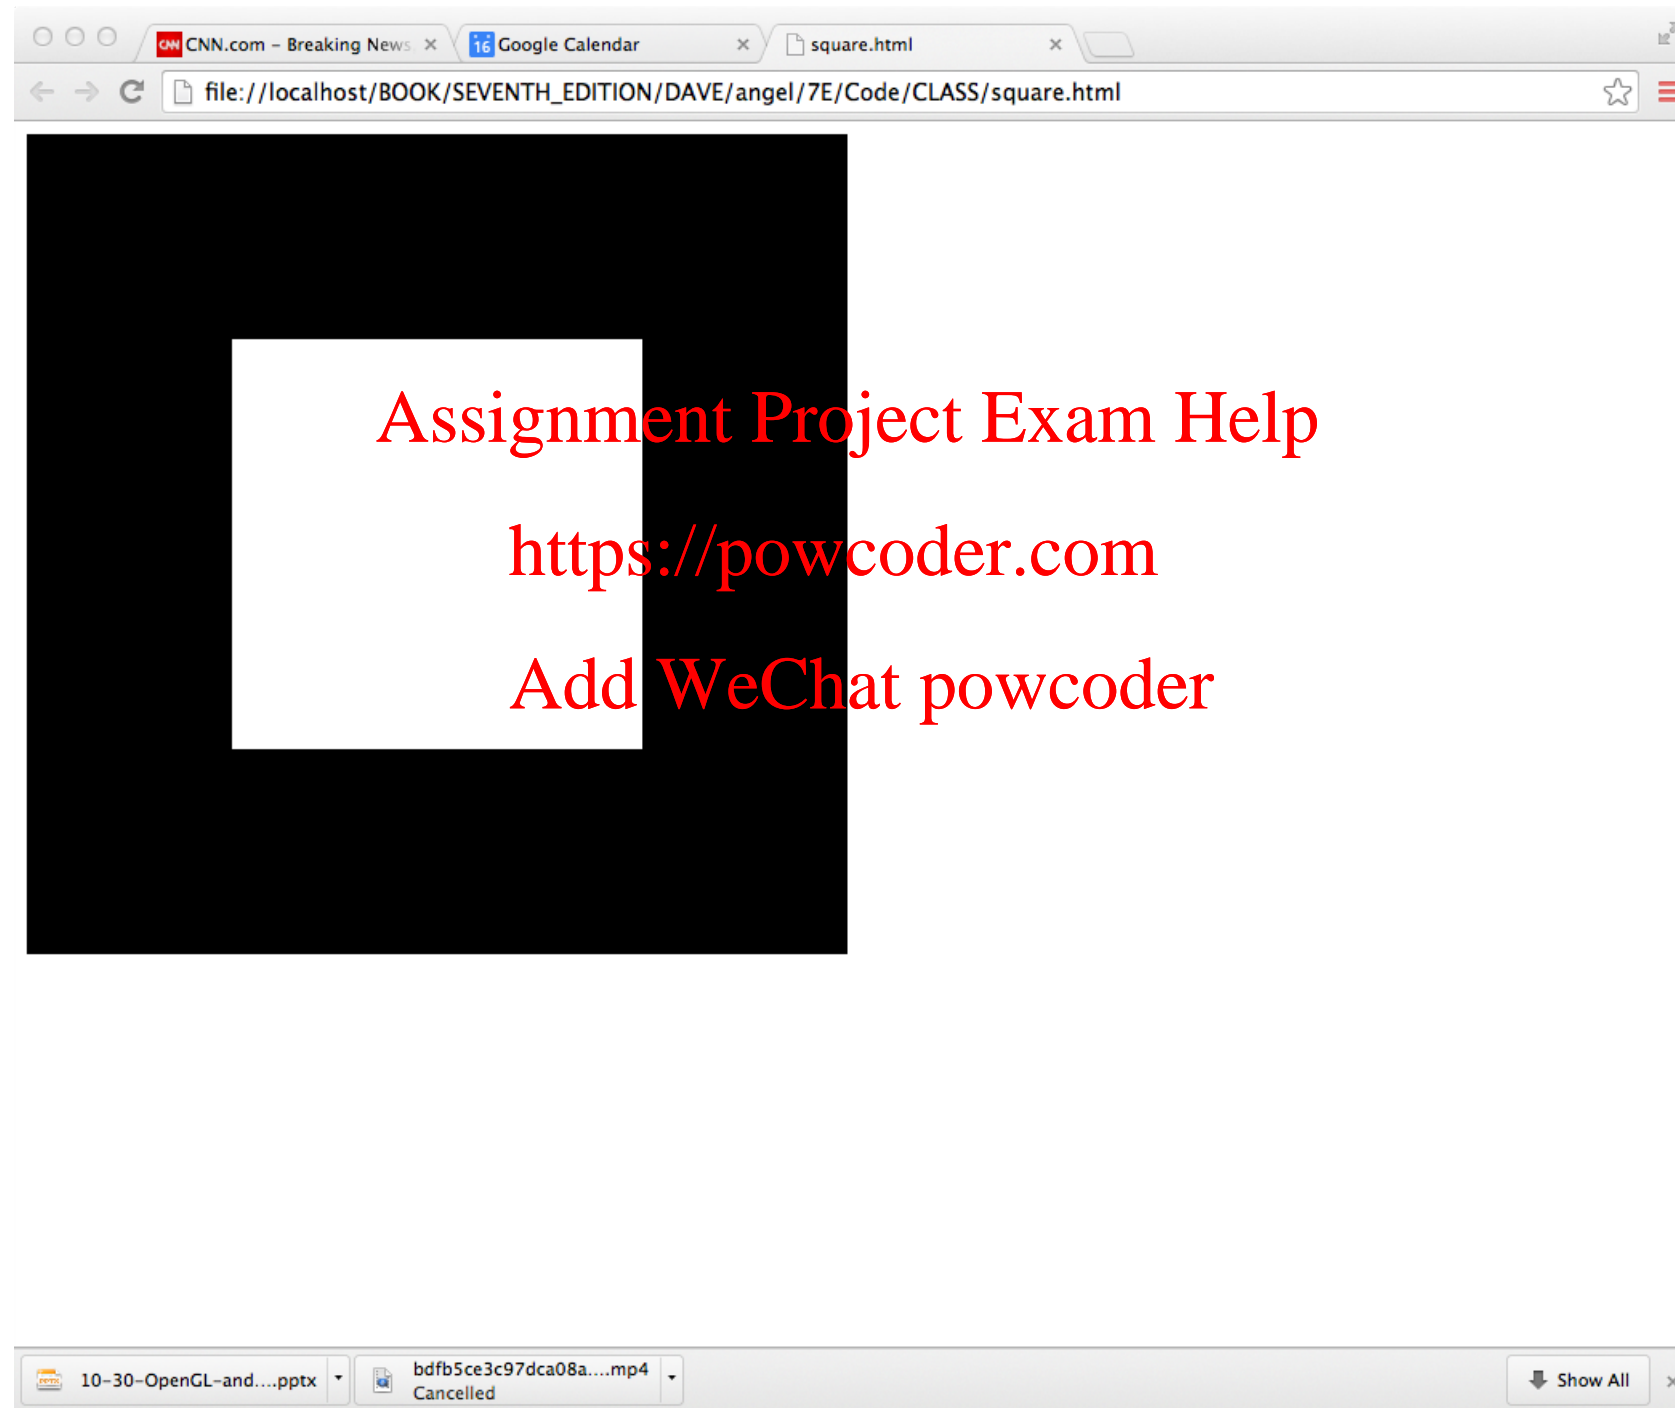 CNN CNN.com – Breaking News 16 Google Calendar square.html
file://localhost/BOOK/SEVENTH_EDITION/DAVE/angel/7E/Code/CLASS/square.html
Assignment Project Exam Help
https://powcoder.com
Add WeChat powcoder
10-30-OpenGL-and....pptx
bdfb5ce3c97dca08a....mp4
Cancelled
Show All